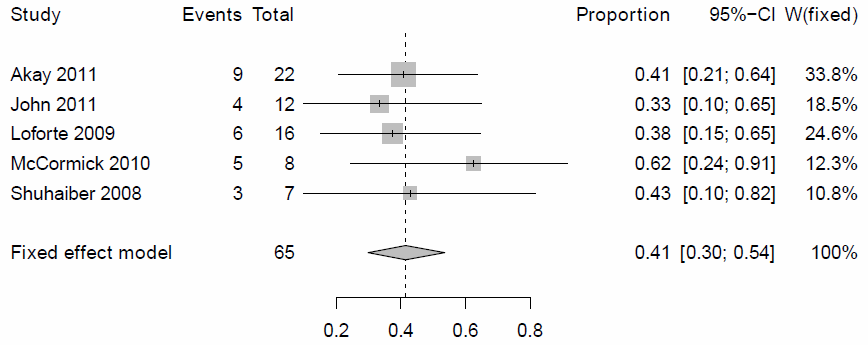 Study Events Total Proportion 95%−CI W(fixed)
Akay 2011 9 22 0.41 [0.21; 0.64] 33.8%
John 2011 4 12 0.33 [0.10; 0.65] 18.5%
Loforte 2009 6 16 0.38 [0.15; 0.65] 24.6%
McCormick 2010 5 8 0.62 [0.24; 0.91] 12.3%
Shuhaiber 2008 3 7 0.43 [0.10; 0.82] 10.8%
Fixed effect model 65 0.41 [0.30; 0.54] 100%
0.2 0.4 0.6 0.8